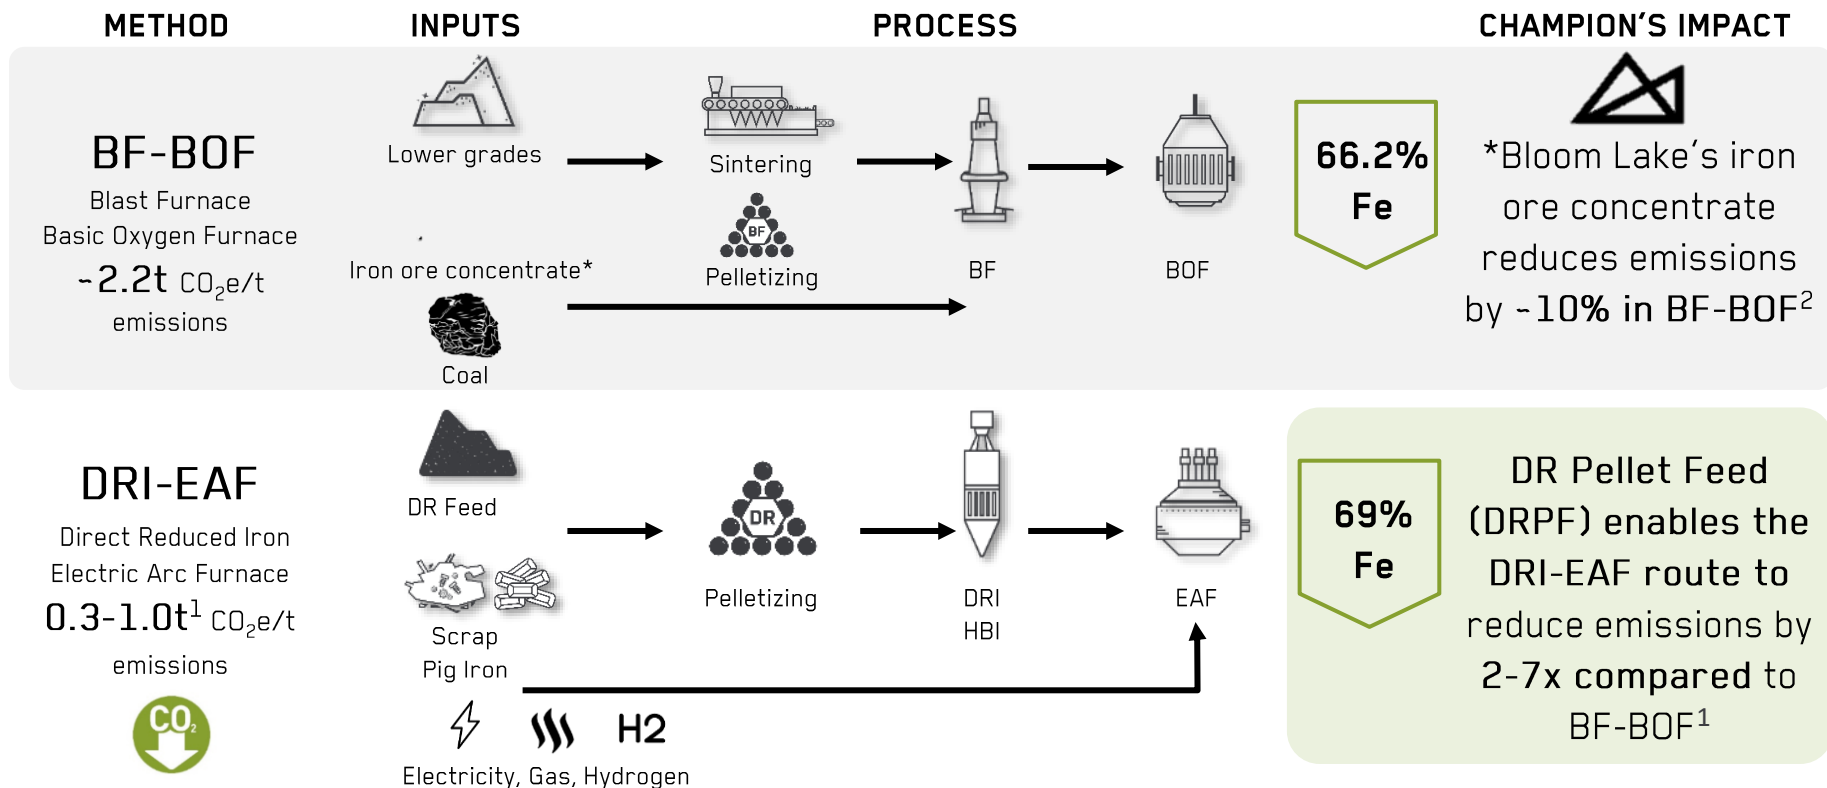 METHOD
INPUTS
PROCESS
CHAMPION'S IMPACT
BF-BOF
Blast Furnace
Basic Oxygen Furnace
~2.2t CO₂e/t
emissions
Lower grades
Iron ore concentrate*
Coal
Sintering
BF
Pelletizing
BF
BOF
66.2%
Fe
*Bloom Lake's iron
ore concentrate
reduces emissions
by ~10% in BF-BOF²
DRI-EAF
Direct Reduced Iron
Electric Arc Furnace
0.3-1.0t¹ CO₂e/t
emissions
CO₂
DR Feed
Scrap
Pig Iron
H2
Electricity, Gas, Hydrogen
DR
Pelletizing
DRI
HBI
EAF
69%
Fe
DR Pellet Feed
(DRPF) enables the
DRI-EAF route to
reduce emissions by
2-7x compared to
BF-BOF¹